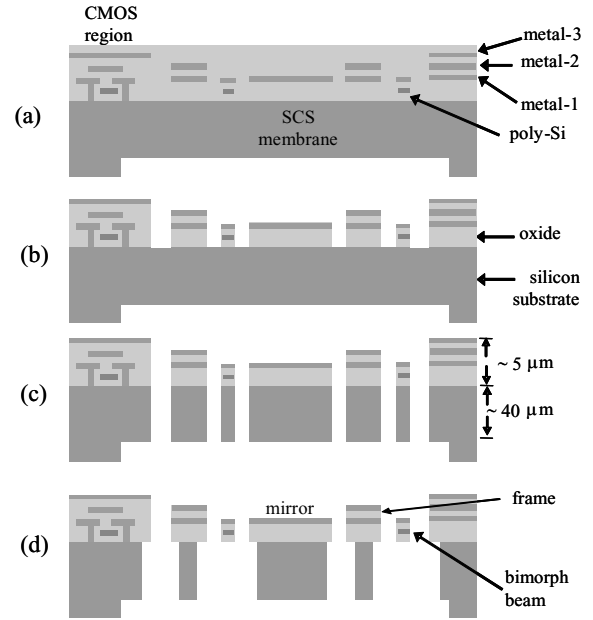 CMOS
region
metal-3
metal-2
metal-1
poly-Si
(a)
SCS
membrane
(b)
oxide
silicon
substrate
(c)
~ 5 μm
~ 40 μm
(d)
mirror
frame
bimorph
beam